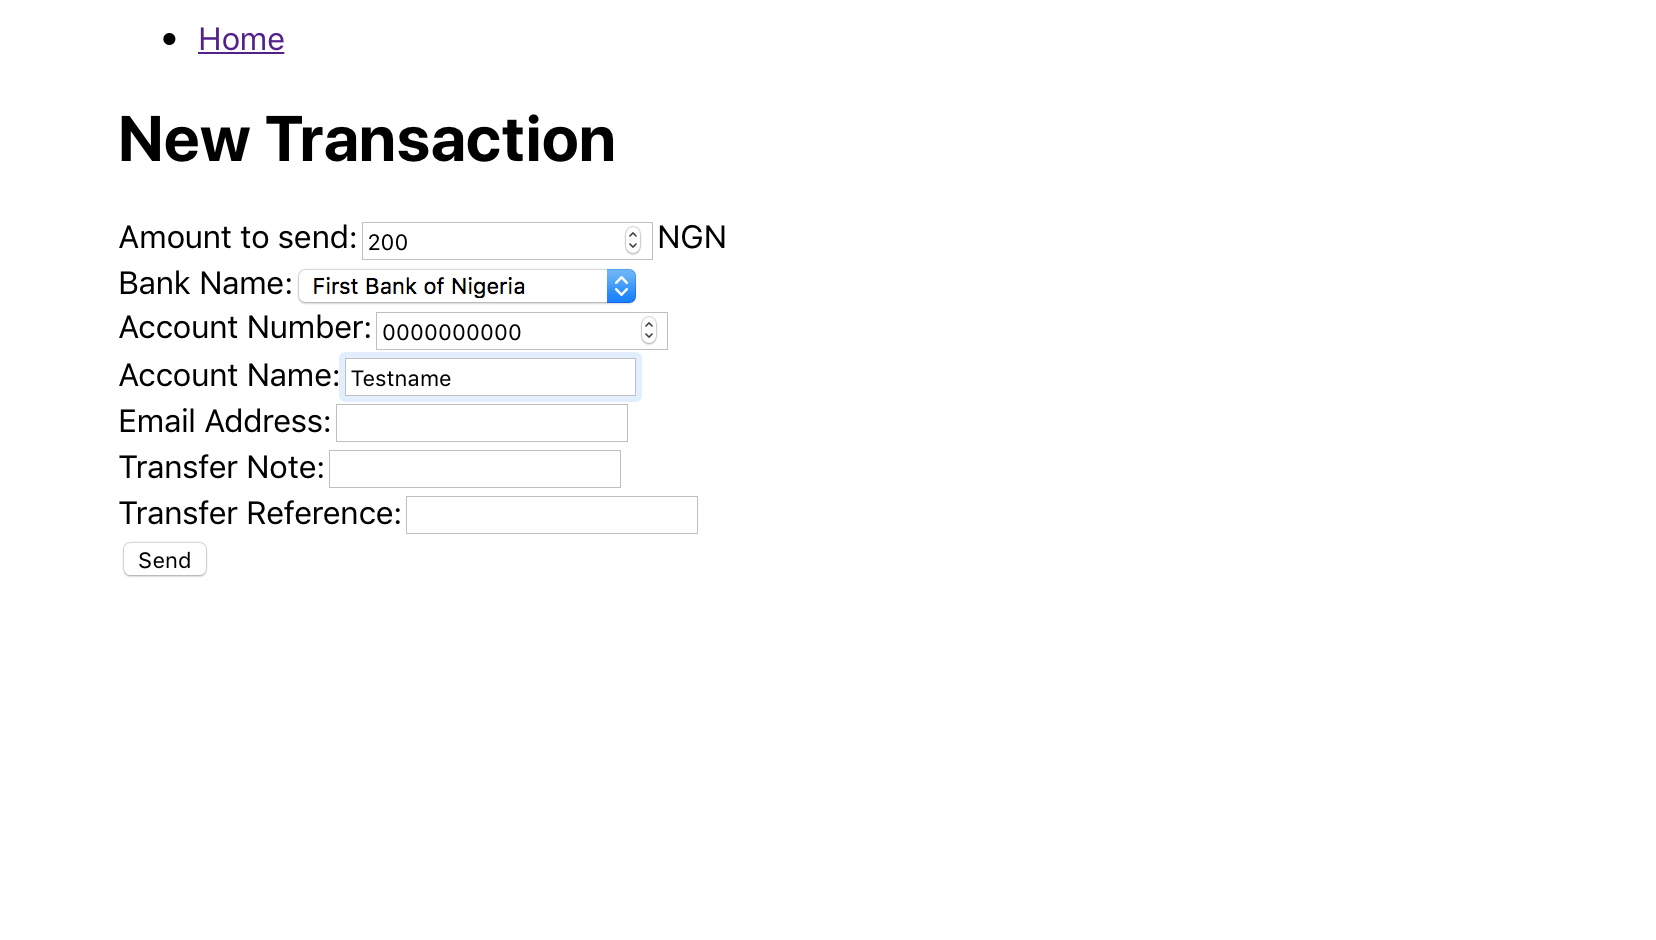 Home
New Transaction
Amount to send: 200 NGN
Bank Name: First Bank of Nigeria
Account Number: 0000000000
Account Name: Testname
Email Address:
Transfer Note:
Transfer Reference:
Send